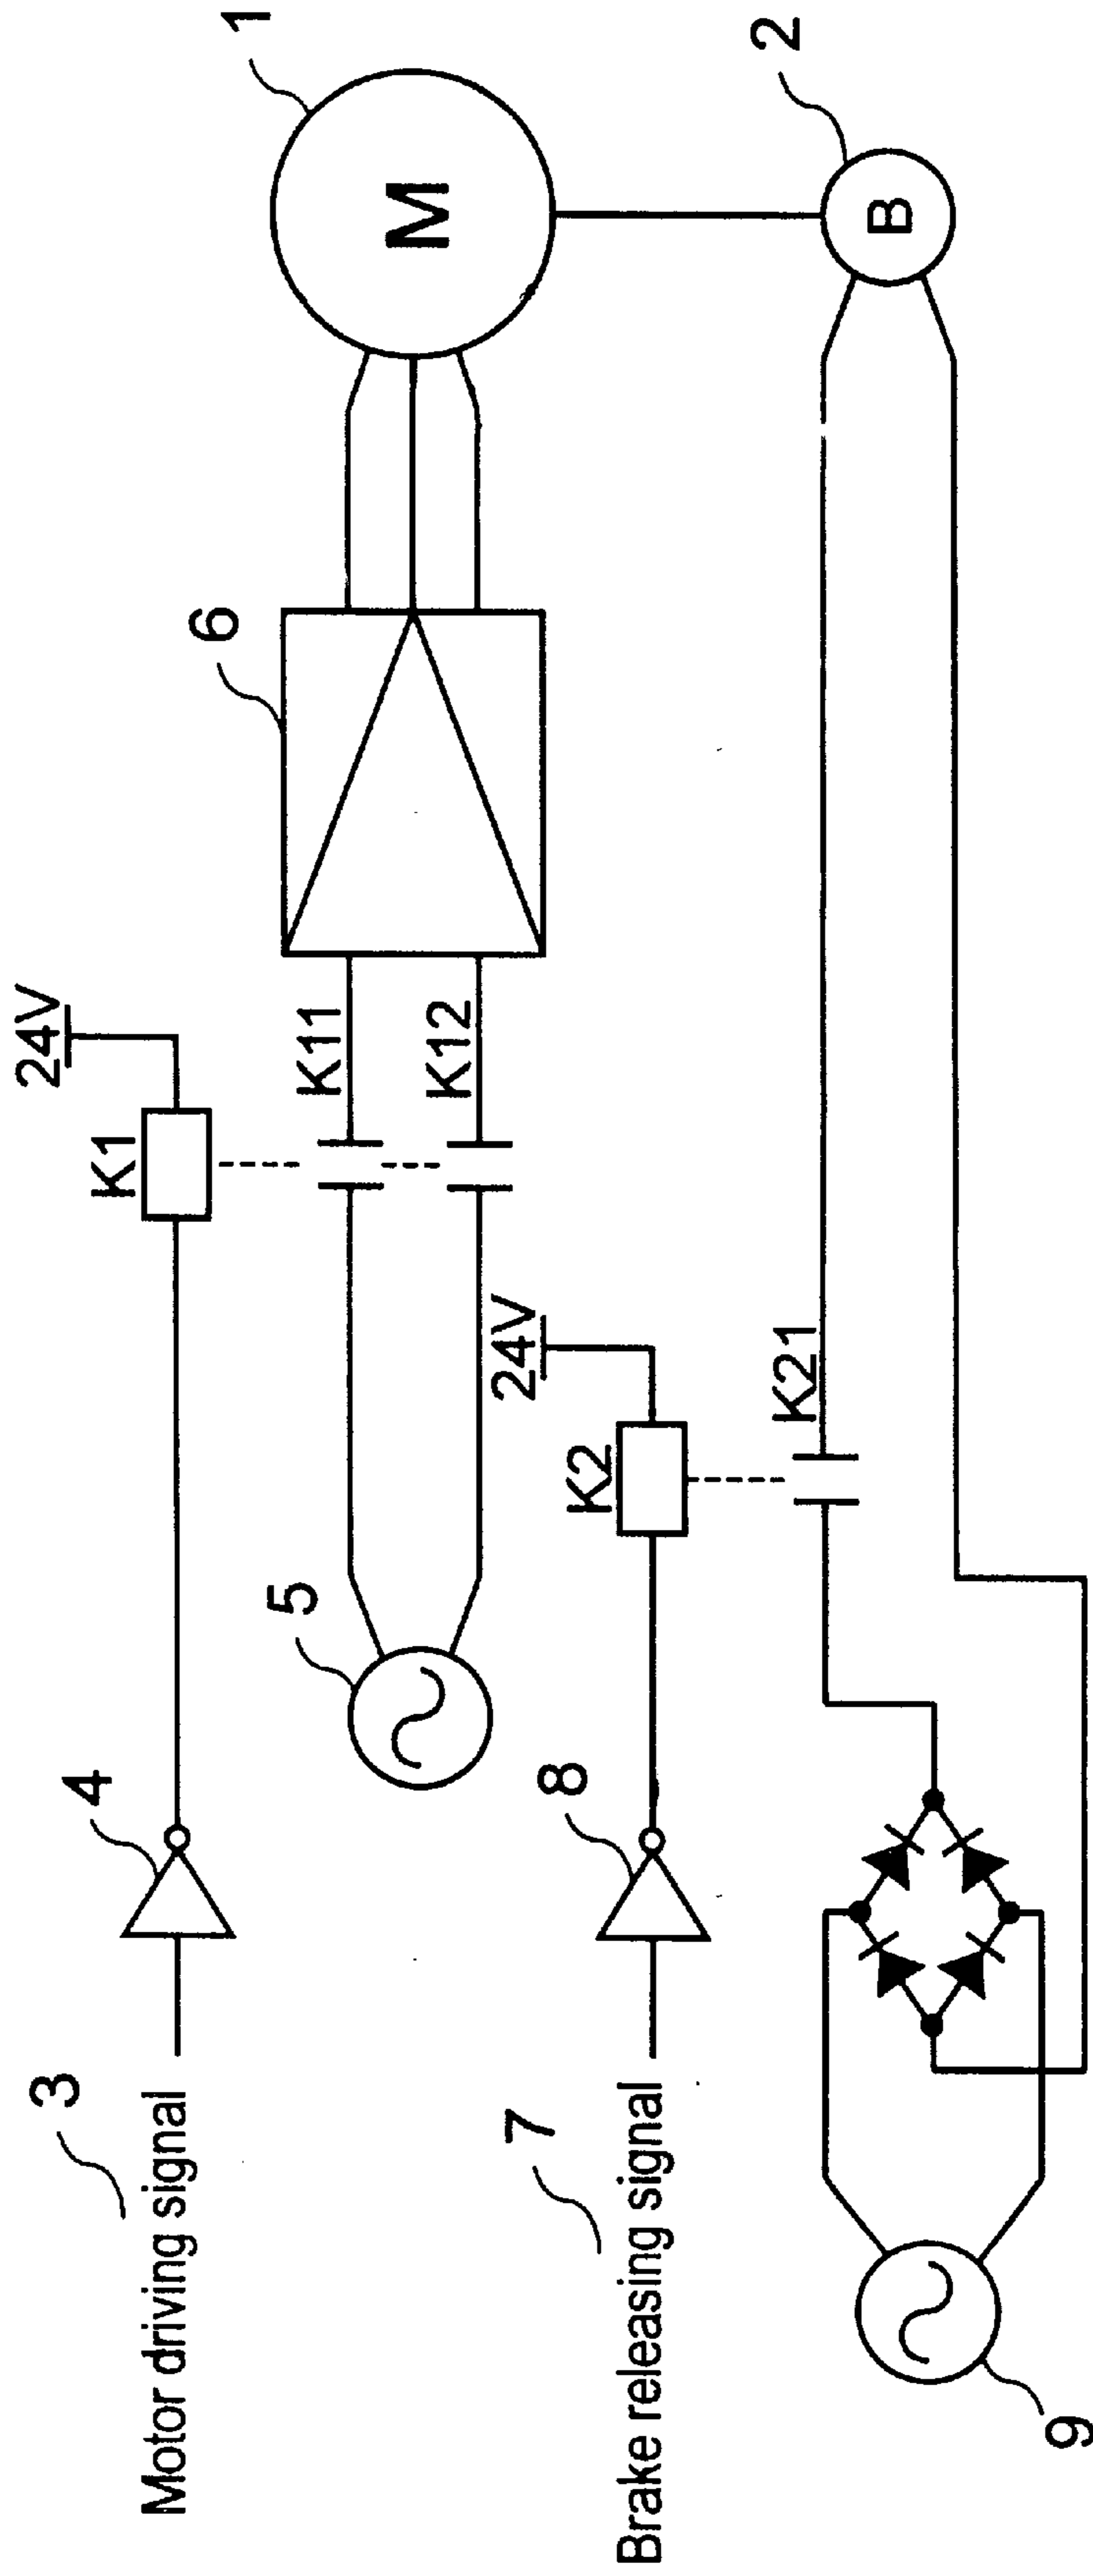 3
Motor driving signal
4
K1
24V
5
K11
K12
6
M
1
7
Brake releasing signal
8
K2
24V
K21
B
2
9